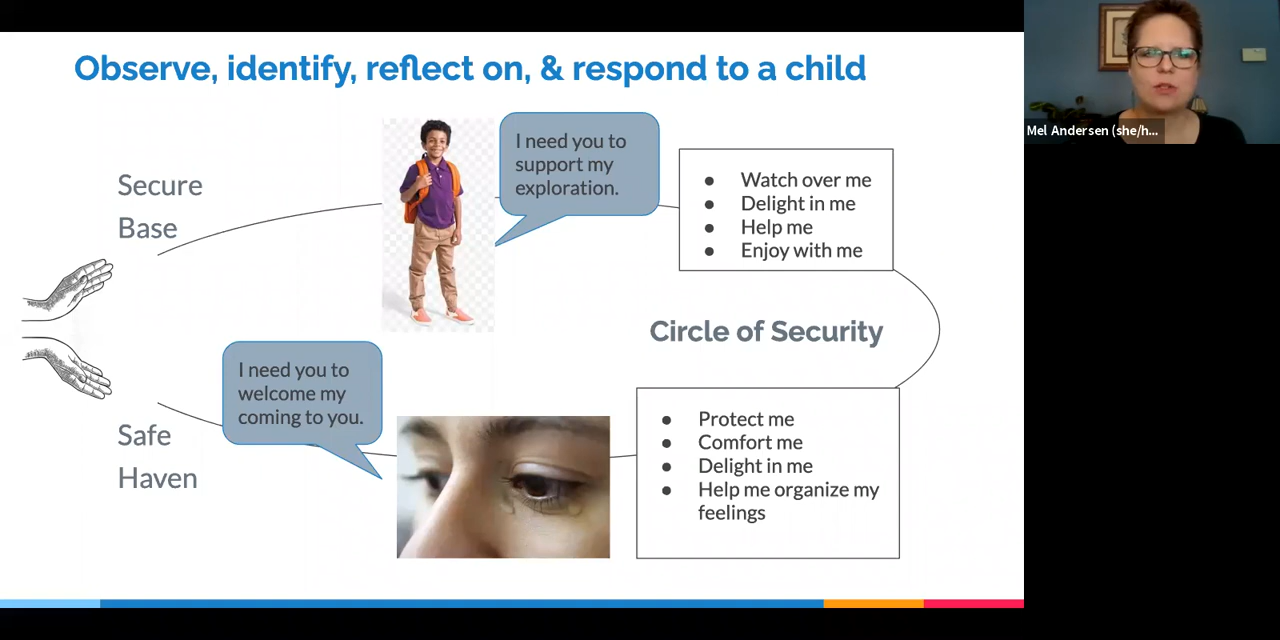 Observe, identify, reflect on, & respond to a child
Mel Andersen (she/h...
Secure
Base
I need you to
support my
exploration.
● Watch over me
● Delight in me
● Help me
● Enjoy with me
Circle of Security
I need you to
welcome my
coming to you.
Safe
Haven
● Protect me
● Comfort me
● Delight in me
● Help me organize my
feelings